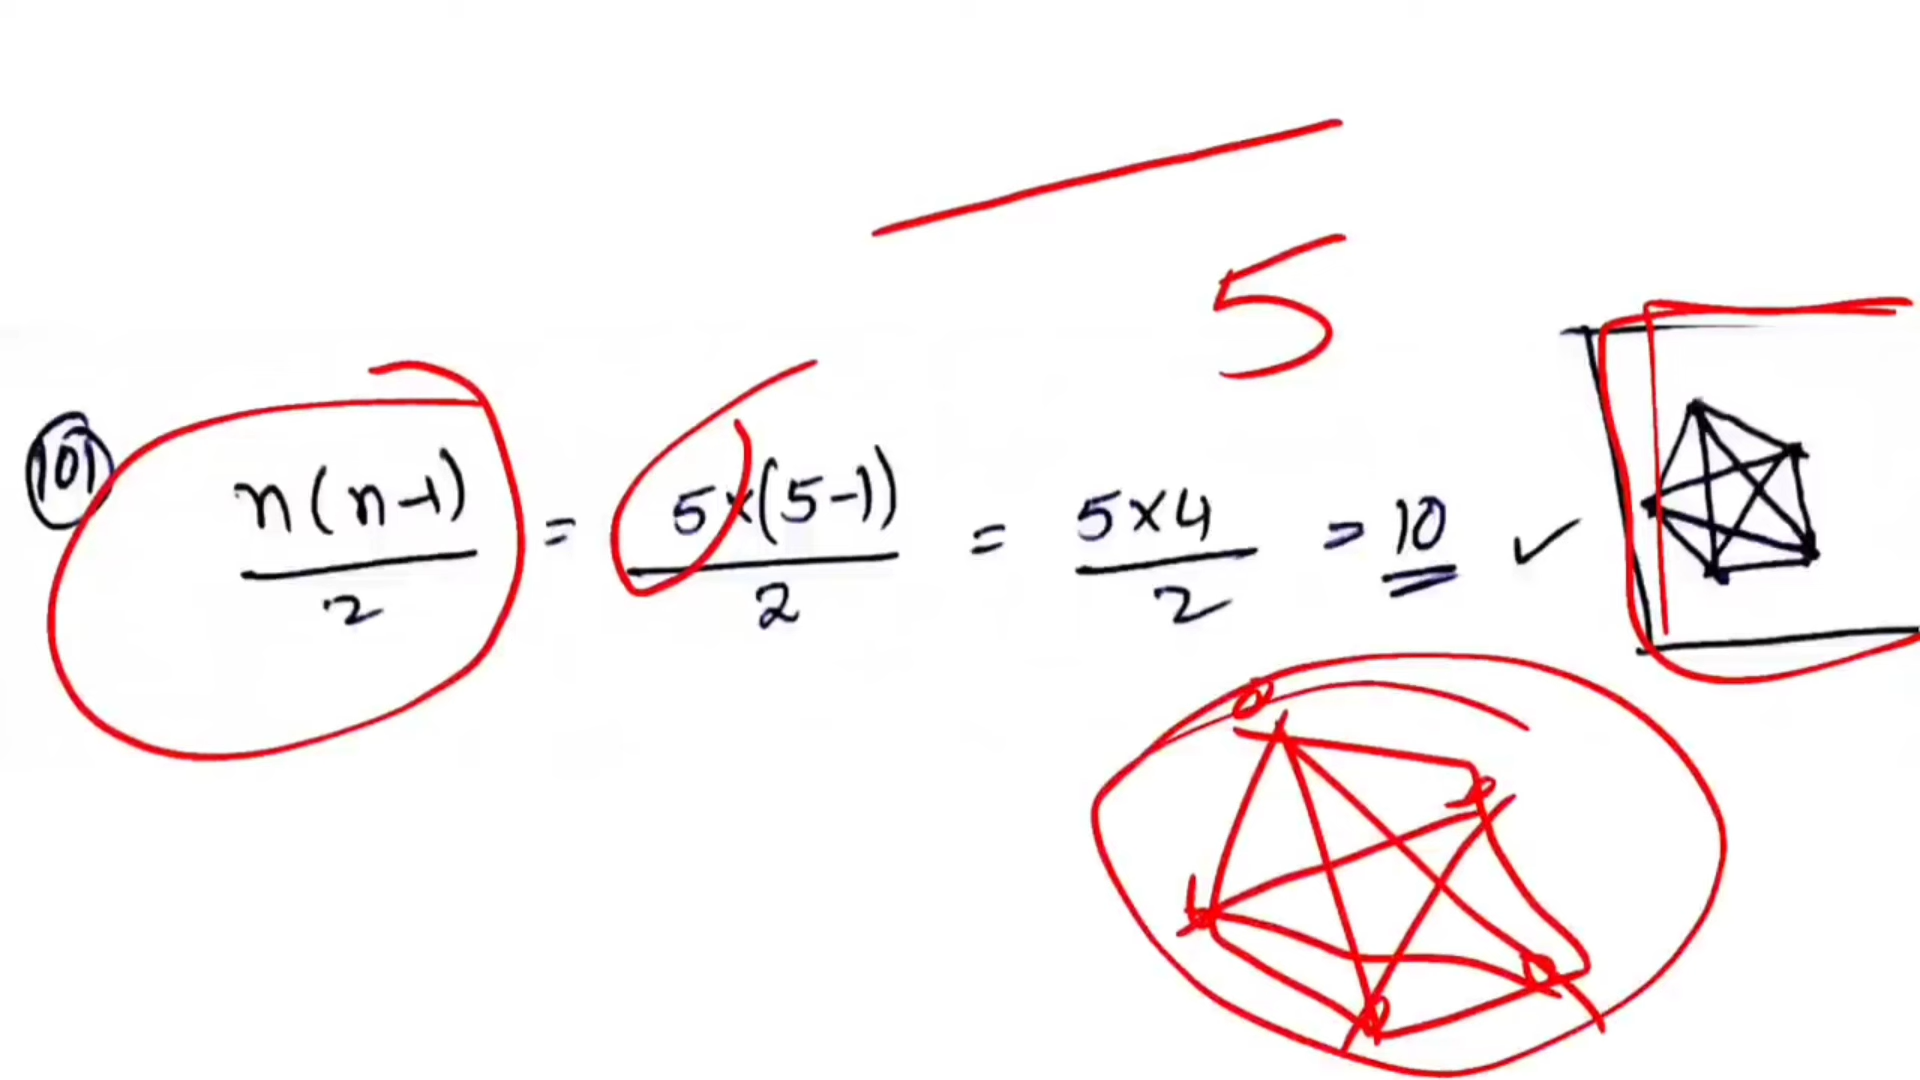 5
(101) n(n-1)/2 = 5×(5-1)/2 = 5×4/2 = 10 ✓